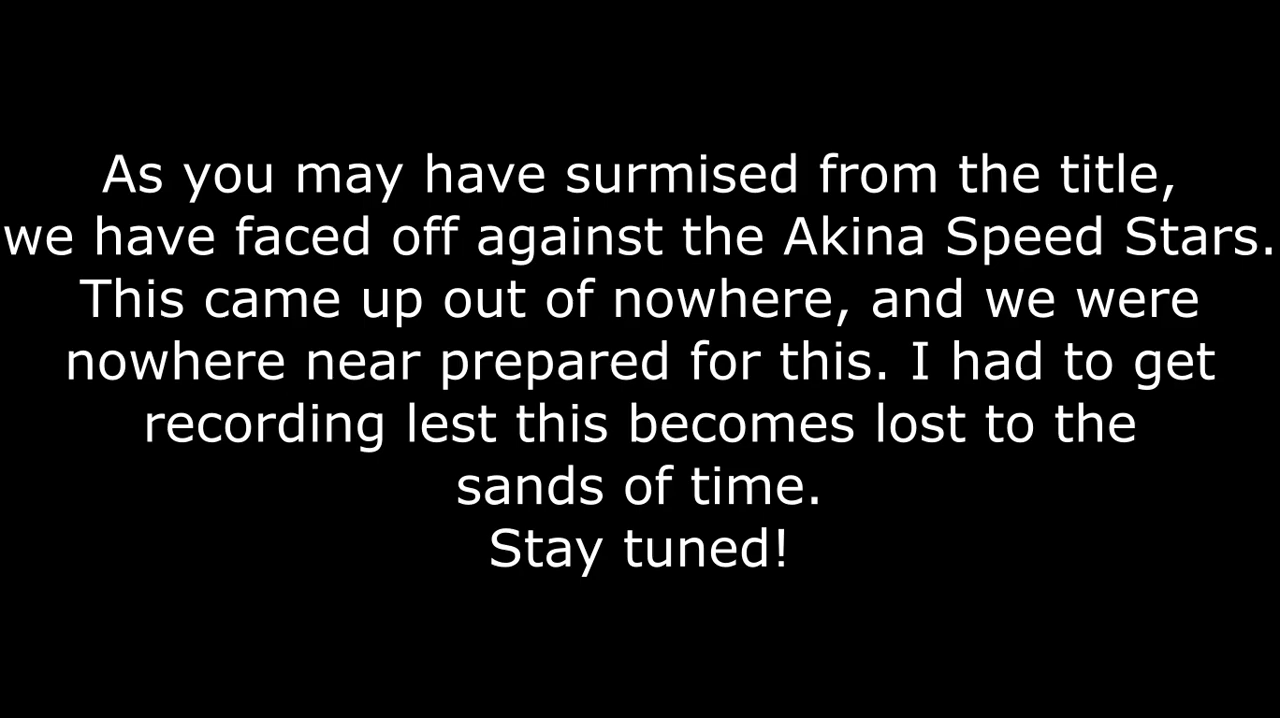 As you may have surmised from the title,
we have faced off against the Akina Speed Stars.
This came up out of nowhere, and we were
nowhere near prepared for this. I had to get
recording lest this becomes lost to the
sands of time.
Stay tuned!